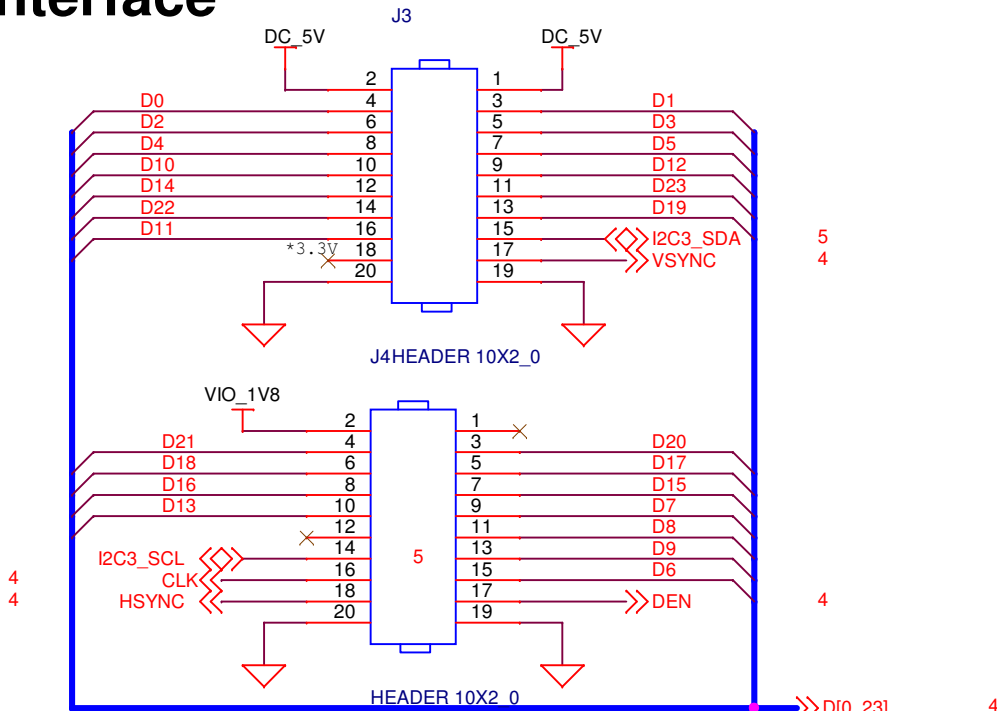 nterface
J3
DC_5V DC_5V
2 1
D0 4 3 D1
D2 6 5 D3
D4 8 7 D5
D10 10 9 D12
D14 12 11 D23
D22 14 13 D19
D11 16 15 I2C3_SDA 5
*3.3V 18 17 VSYNC 4
20 19
J4HEADER 10X2_0
VIO_1V8
2 1
D21 4 3 D20
D18 6 5 D17
D16 8 7 D15
D13 10 9 D7
12 11 D8
I2C3_SCL 14 5 13 D9
4 CLK 16 15 D6
4 HSYNC 18 17 DEN 4
20 19
HEADER 10X2_0
D[0..23] 4